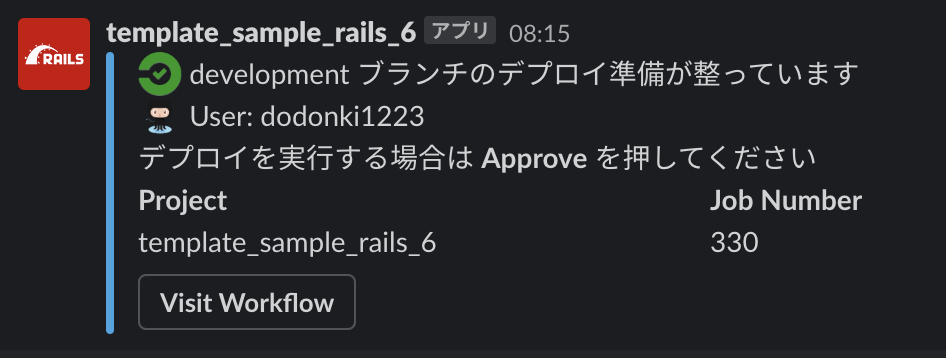 RAILS
template_sample_rails_6 アプリ 08:15
development ブランチのデプロイ準備が整っています
User: dodonki1223
デプロイを実行する場合は Approve を押してください
Project Job Number
template_sample_rails_6 330
Visit Workflow